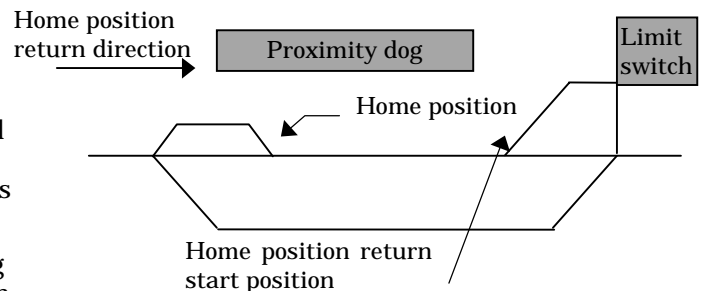 Home position
return direction
Proximity dog
Limit
switch
Home position
Home position return
start position